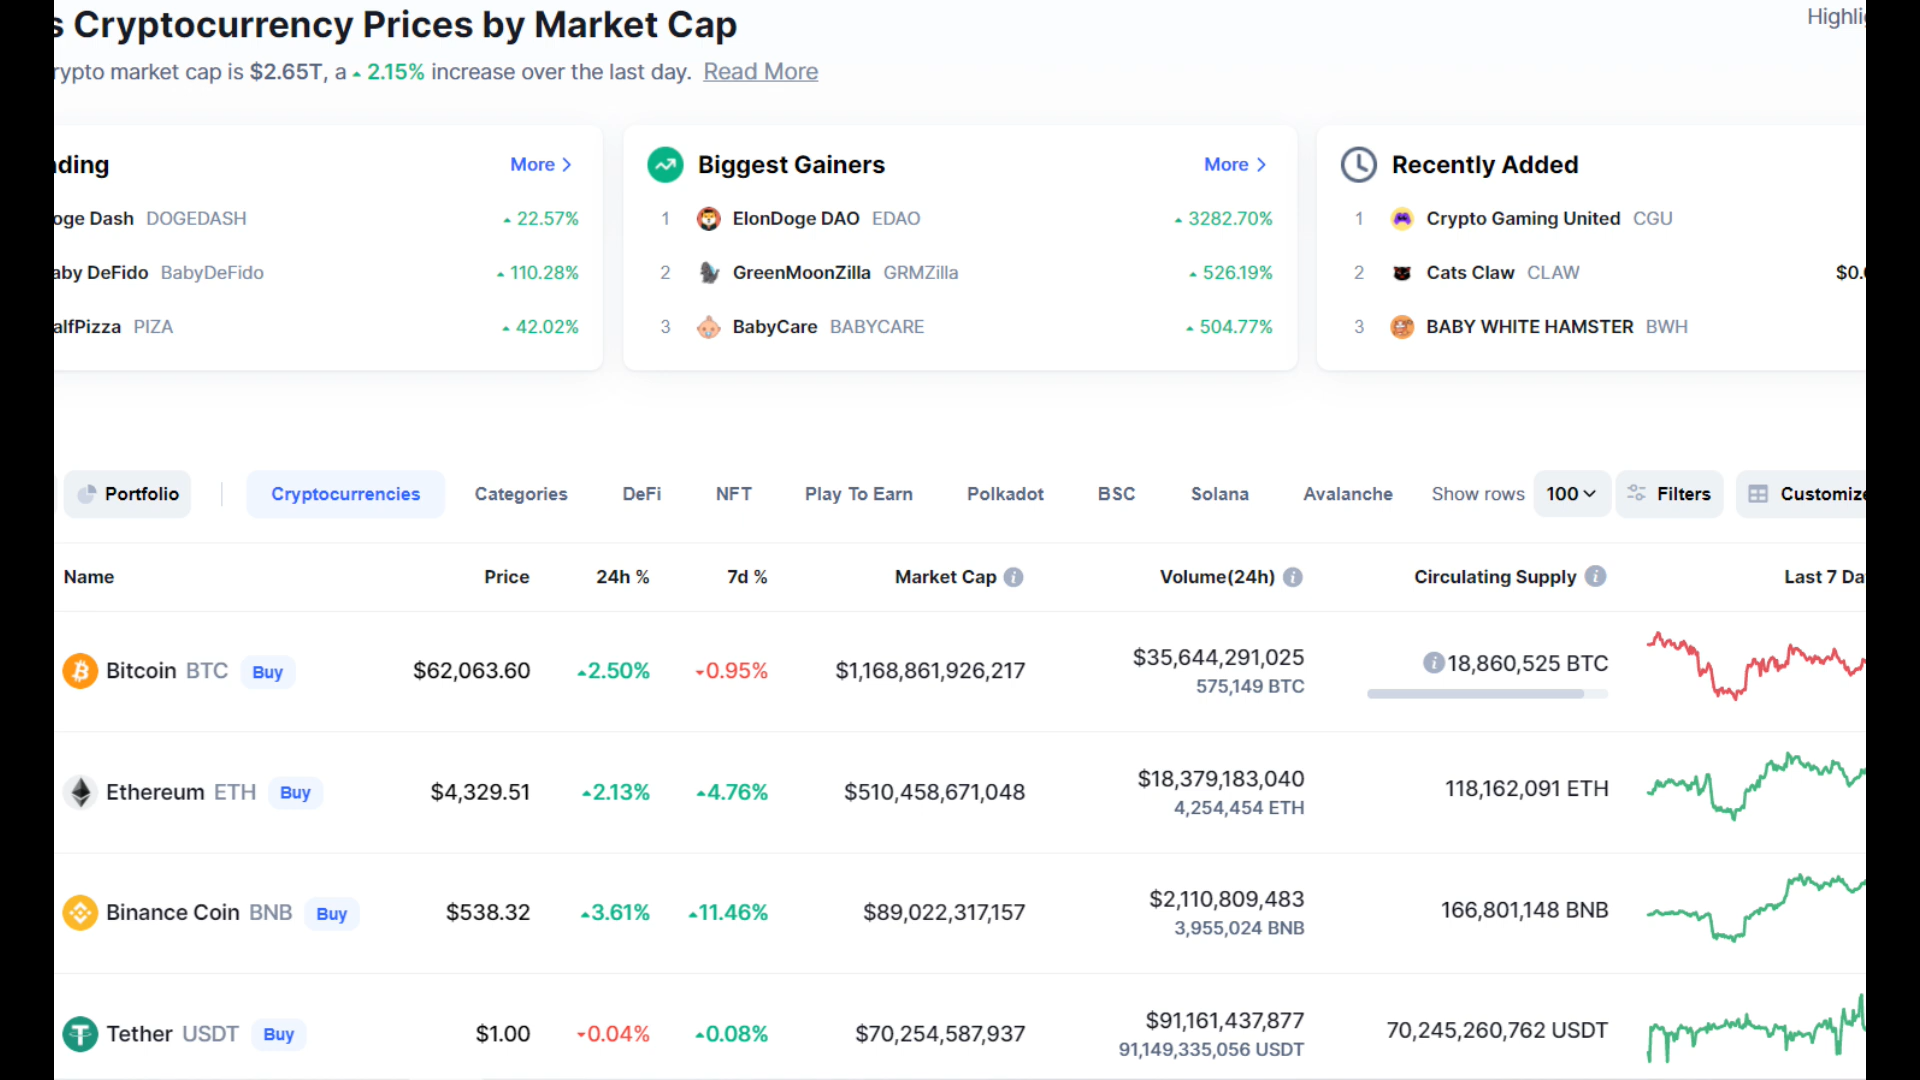 s Cryptocurrency Prices by Market Cap
Highlig
rypto market cap is $2.65T, a 2.15% increase over the last day. Read More
ding
More
Biggest Gainers
More
Recently Added
oge Dash DOGEDASH 22.57%
aby DeFido BabyDeFido 110.28%
alfPizza PIZA 42.02%
1 ElonDoge DAO EDAO 3282.70%
2 GreenMoonZilla GRMZilla 526.19%
3 BabyCare BABYCARE 504.77%
1 Crypto Gaming United CGU
2 Cats Claw CLAW $0.0
3 BABY WHITE HAMSTER BWH
Portfolio Cryptocurrencies Categories DeFi NFT Play To Earn Polkadot BSC Solana Avalanche Show rows 100 Filters Customize
Name Price 24h % 7d % Market Cap Volume(24h) Circulating Supply Last 7 Da
Bitcoin BTC Buy $62,063.60 2.50% 0.95% $1,168,861,926,217 $35,644,291,025 18,860,525 BTC
575,149 BTC
Ethereum ETH Buy $4,329.51 2.13% 4.76% $510,458,671,048 $18,379,183,040 118,162,091 ETH
4,254,454 ETH
Binance Coin BNB Buy $538.32 3.61% 11.46% $89,022,317,157 $2,110,809,483 166,801,148 BNB
3,955,024 BNB
Tether USDT Buy $1.00 0.04% 0.08% $70,254,587,937 $91,161,437,877 70,245,260,762 USDT
91,149,335,056 USDT